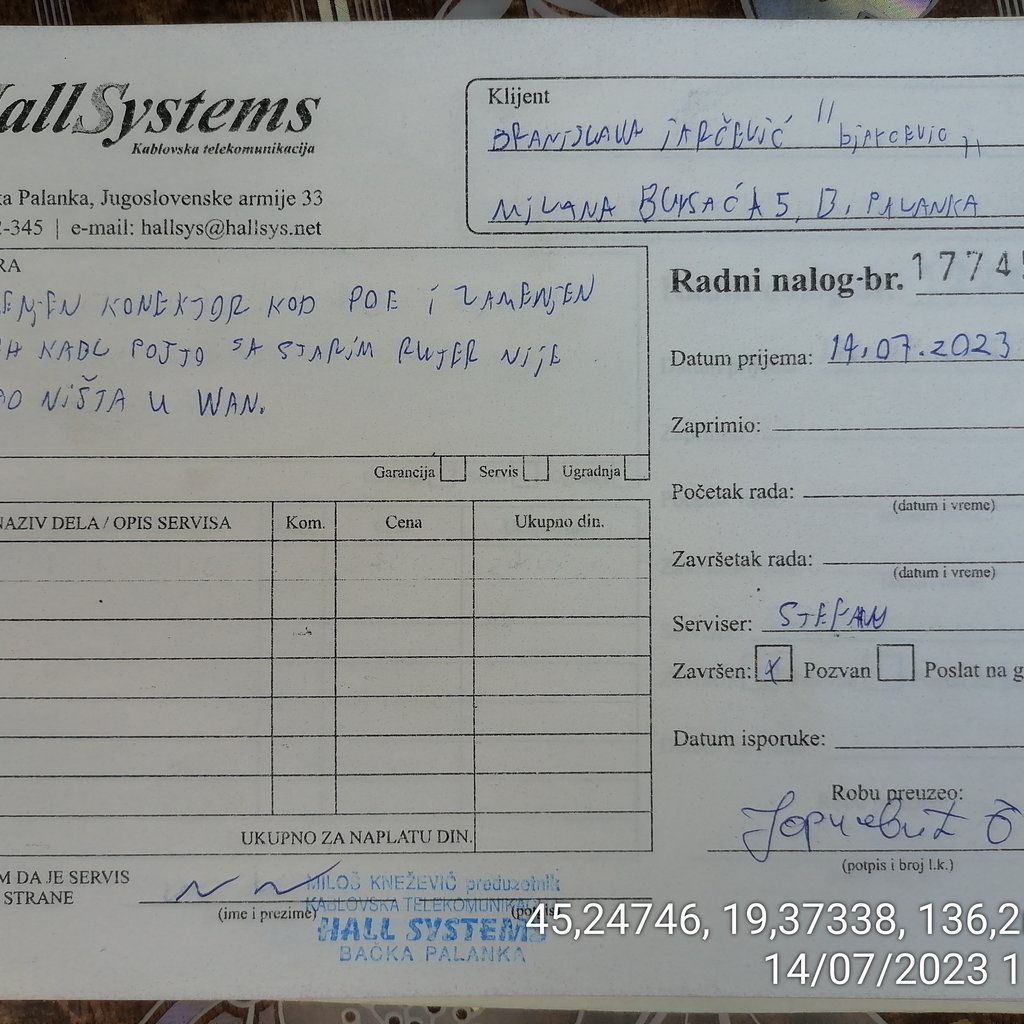 HallSystems
Kablovska telekomunikacija
ka Palanka, Jugoslovenske armije 33
2-345 | e-mail: hallsys@hallsys.net
Klijent
BRANISLAVA JARČEVIĆ "bjarcevic"
MILANA BURSAĆA 5, B. PALANKA
RA
ENJEN KONEKTOR KOD POE I ZAMENJEN
H KABL POŠTO SA STARIM RUTER NIJE
AO NIŠTA U WAN.
Garancija Servis Ugradnja
Radni nalog-br. 1774
Datum prijema: 14.07.2023
Zaprimio:
Početak rada:
(datum i vreme)
Završetak rada:
(datum i vreme)
Serviser: STEFAN
Završen: x Pozvan Poslat na g
Datum isporuke:
Robu preuzeo:
(potpis i broj l.k.)
NAZIV DELA / OPIS SERVISA Kom. Cena Ukupno din.
UKUPNO ZA NAPLATU DIN.
M DA JE SERVIS
STRANE
(ime i prezime)
MILOŠ KNEŽEVIĆ preduzetnik
KABLOVSKA TELEKOMUNIKA
HALL SYSTEMS
BAČKA PALANKA
45,24746, 19,37338, 136,2
14/07/2023 1